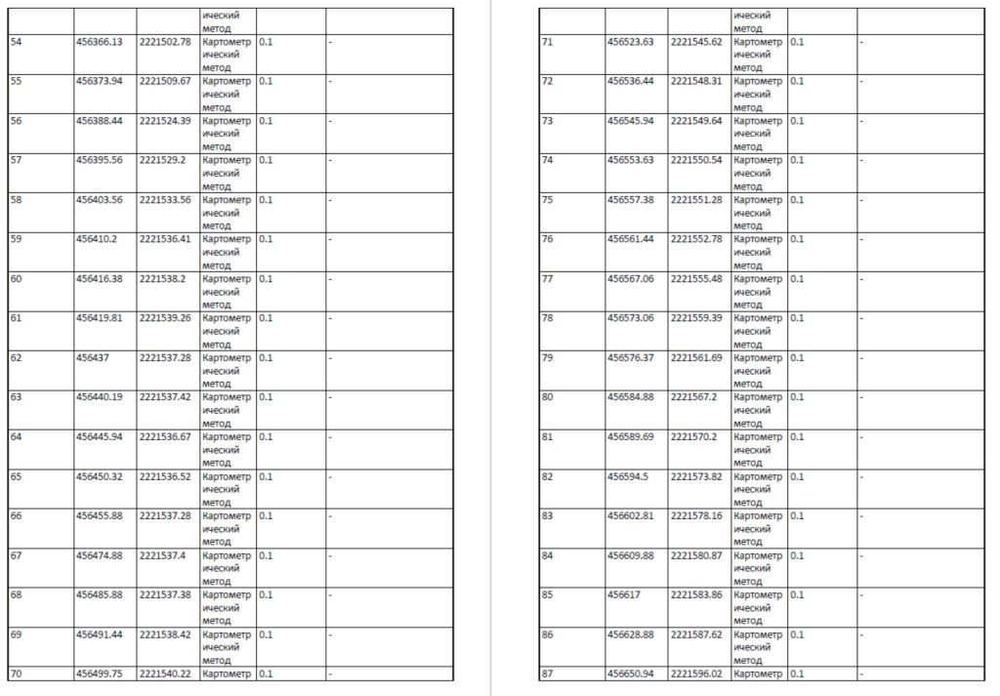 ический
метод
54 456366.13 2221502.78 Картометр 0.1 -
ический
метод
55 456373.94 2221509.67 Картометр 0.1 -
ический
метод
56 456388.44 2221524.39 Картометр 0.1 -
ический
метод
57 456395.56 2221529.2 Картометр 0.1 -
ический
метод
58 456403.56 2221533.56 Картометр 0.1 -
ический
метод
59 456410.2 2221536.41 Картометр 0.1 -
ический
метод
60 456416.38 2221538.2 Картометр 0.1 -
ический
метод
61 456419.81 2221539.26 Картометр 0.1 -
ический
метод
62 456437 2221537.28 Картометр 0.1 -
ический
метод
63 456440.19 2221537.42 Картометр 0.1 -
ический
метод
64 456445.94 2221536.67 Картометр 0.1 -
ический
метод
65 456450.32 2221536.52 Картометр 0.1 -
ический
метод
66 456455.88 2221537.28 Картометр 0.1 -
ический
метод
67 456474.88 2221537.4 Картометр 0.1 -
ический
метод
68 456485.88 2221537.38 Картометр 0.1 -
ический
метод
69 456491.44 2221538.42 Картометр 0.1 -
ический
метод
70 456499.75 2221540.22 Картометр 0.1 -
ический
метод
71 456523.63 2221545.62 Картометр 0.1 -
ический
метод
72 456536.44 2221548.31 Картометр 0.1 -
ический
метод
73 456545.94 2221549.64 Картометр 0.1 -
ический
метод
74 456553.63 2221550.54 Картометр 0.1 -
ический
метод
75 456557.38 2221551.28 Картометр 0.1 -
ический
метод
76 456561.44 2221552.78 Картометр 0.1 -
ический
метод
77 456567.06 2221555.48 Картометр 0.1 -
ический
метод
78 456573.06 2221559.39 Картометр 0.1 -
ический
метод
79 456576.37 2221561.69 Картометр 0.1 -
ический
метод
80 456584.88 2221567.2 Картометр 0.1 -
ический
метод
81 456589.69 2221570.2 Картометр 0.1 -
ический
метод
82 456594.5 2221573.82 Картометр 0.1 -
ический
метод
83 456602.81 2221578.16 Картометр 0.1 -
ический
метод
84 456609.88 2221580.87 Картометр 0.1 -
ический
метод
85 456617 2221583.86 Картометр 0.1 -
ический
метод
86 456628.88 2221587.62 Картометр 0.1 -
ический
метод
87 456650.94 2221596.02 Картометр 0.1 -